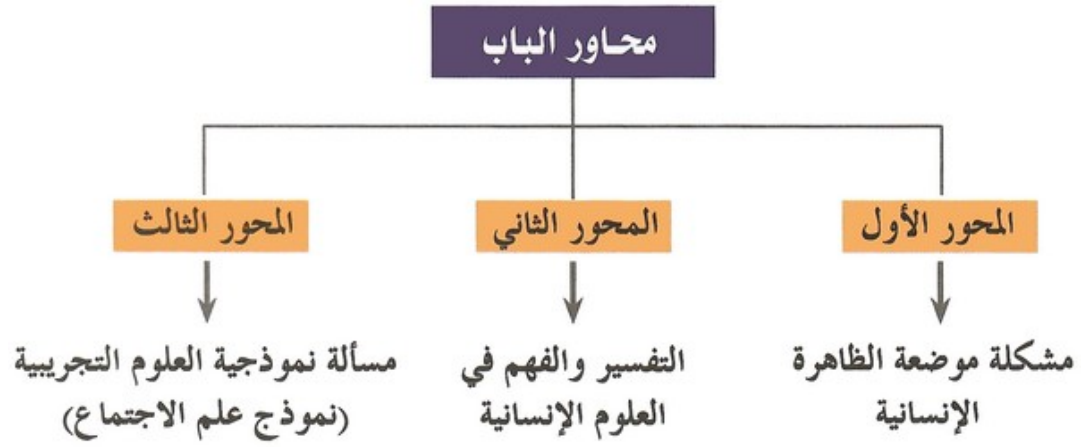 محاور الباب
المحور الأول
المحور الثاني
المحور الثالث
مشكلة موضعة الظاهرة
الإنسانية
التفسير والفهم في
العلوم الإنسانية
مسألة نموذجية العلوم التجريبية
(نموذج علم الاجتماع)